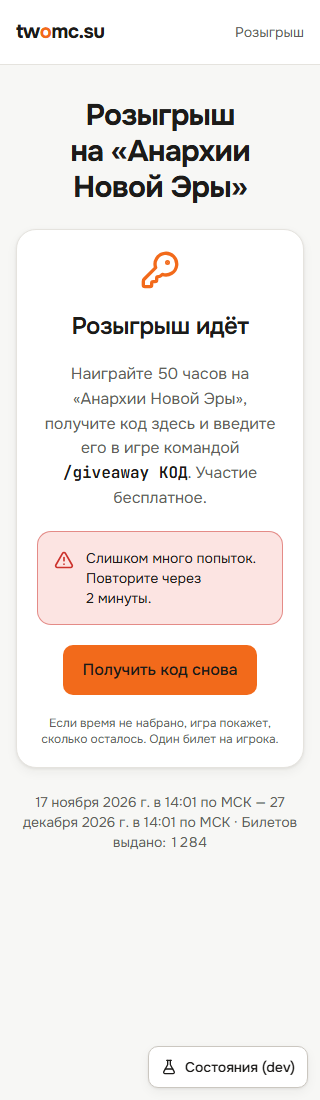 twomc.su
Розыгрыш
Розыгрыш
на «Анархии
Новой Эры»
Розыгрыш идёт
Наиграйте 50 часов на
«Анархии Новой Эры»,
получите код здесь и введите
его в игре командой
/giveaway КОД. Участие
бесплатное.
Слишком много попыток.
Повторите через
2 минуты.
Получить код снова
Если время не набрано, игра покажет,
сколько осталось. Один билет на игрока.
17 ноября 2026 г. в 14:01 по МСК — 27
декабря 2026 г. в 14:01 по МСК · Билетов
выдано: 1 284
Состояния (dev)